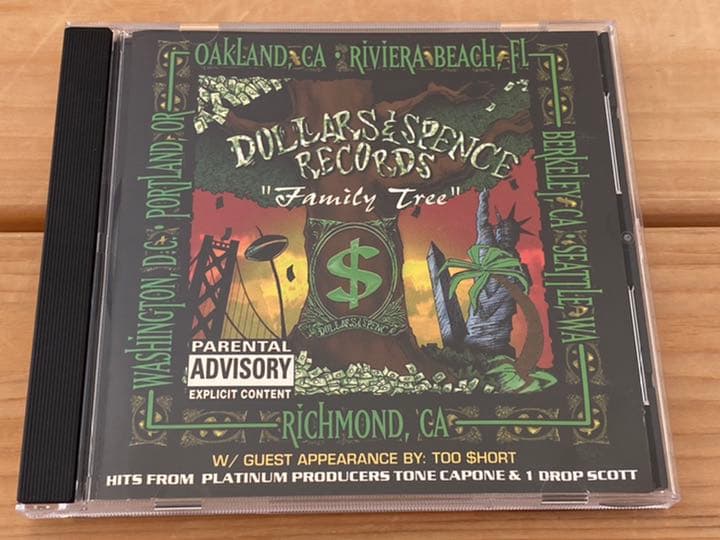 OAKLAND, CA • RIVIERA BEACH, FL
BERKELEY, CA • SEATTLE, WA
RICHMOND, CA
WASHINGTON, D.C. • PORTLAND, OR
DOLLARS & SPENCE
RECORDS
"Family Tree"
$
DOLLARS & SPENCE
PARENTAL
ADVISORY
EXPLICIT CONTENT
W/ GUEST APPEARANCE BY: TOO $HORT
HITS FROM PLATINUM PRODUCERS TONE CAPONE & 1 DROP SCOTT